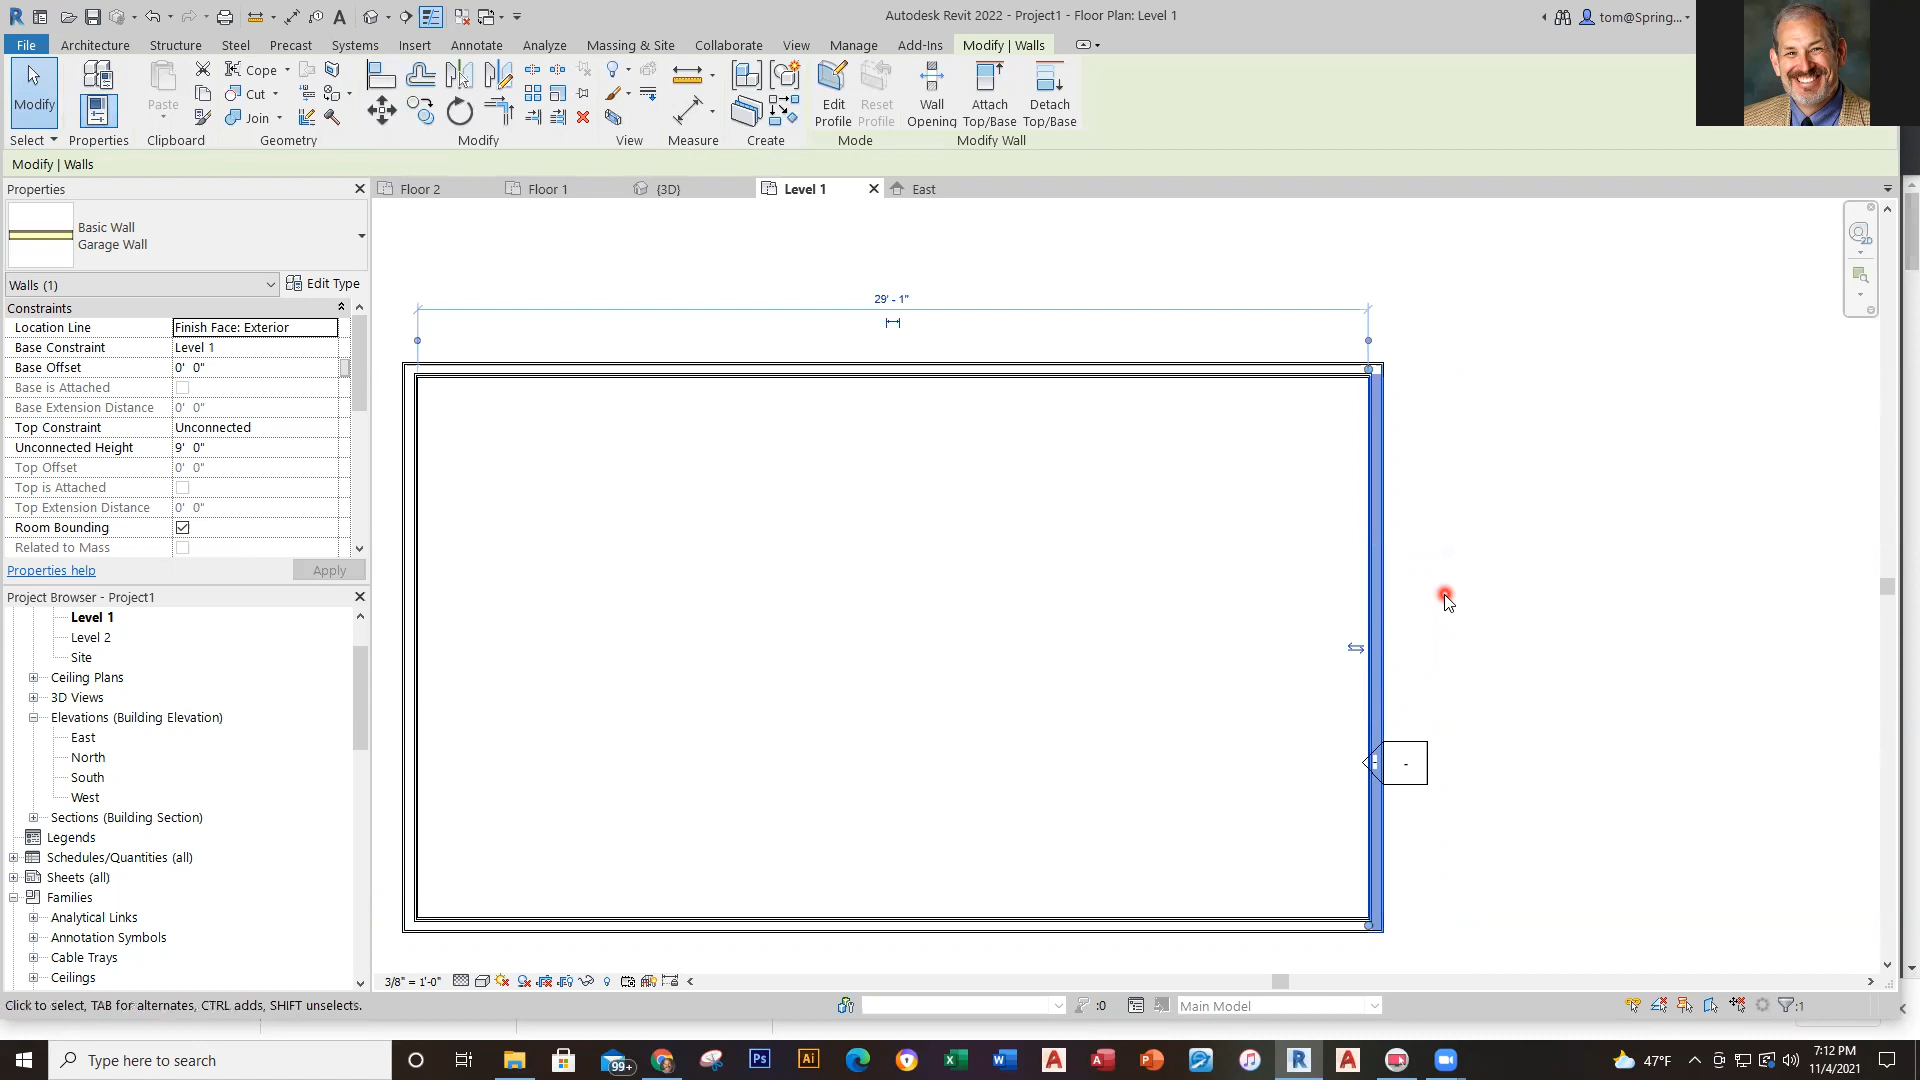 Autodesk Revit 2022 - Project1 - Floor Plan: Level 1
tom@Spring...
File Architecture Structure Steel Precast Systems Insert Annotate Analyze Massing & Site Collaborate View Manage Add-Ins Modify | Walls
Modify
Paste
Cope
Cut
Join
Edit Profile
Reset Profile
Wall Opening
Attach Top/Base
Detach Top/Base
Select Properties Clipboard Geometry Modify View Measure Create Mode Modify Wall
Modify | Walls
Properties
Floor 2 Floor 1 {3D} Level 1 East
Basic Wall
Garage Wall
Walls (1) Edit Type
Constraints
Location Line Finish Face: Exterior
Base Constraint Level 1
Base Offset 0' 0"
Base is Attached
Base Extension Distance 0' 0"
Top Constraint Unconnected
Unconnected Height 9' 0"
Top Offset 0' 0"
Top is Attached
Top Extension Distance 0' 0"
Room Bounding
Related to Mass
Properties help Apply
Project Browser - Project1
Level 1
Level 2
Site
Ceiling Plans
3D Views
Elevations (Building Elevation)
East
North
South
West
Sections (Building Section)
Legends
Schedules/Quantities (all)
Sheets (all)
Families
Analytical Links
Annotation Symbols
Cable Trays
Ceilings
29' - 1"
2D
-
3/8" = 1'-0"
Click to select, TAB for alternates, CTRL adds, SHIFT unselects.
:0
Main Model
:1
Type here to search
99+
Ps
Ai
47°F
7:12 PM
11/4/2021